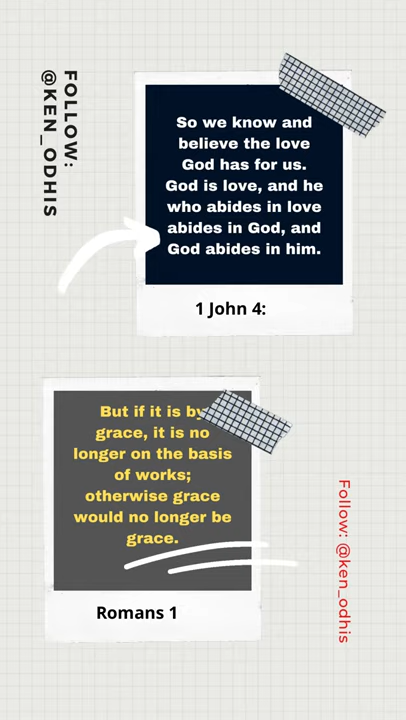 FOLLOW:
@KEN_ODHIS
So we know and
believe the love
God has for us.
God is love, and he
who abides in love
abides in God, and
God abides in him.
1 John 4:
But if it is by
grace, it is no
longer on the basis
of works;
otherwise grace
would no longer be
grace.
Romans 1
Follow: @ken_odhis